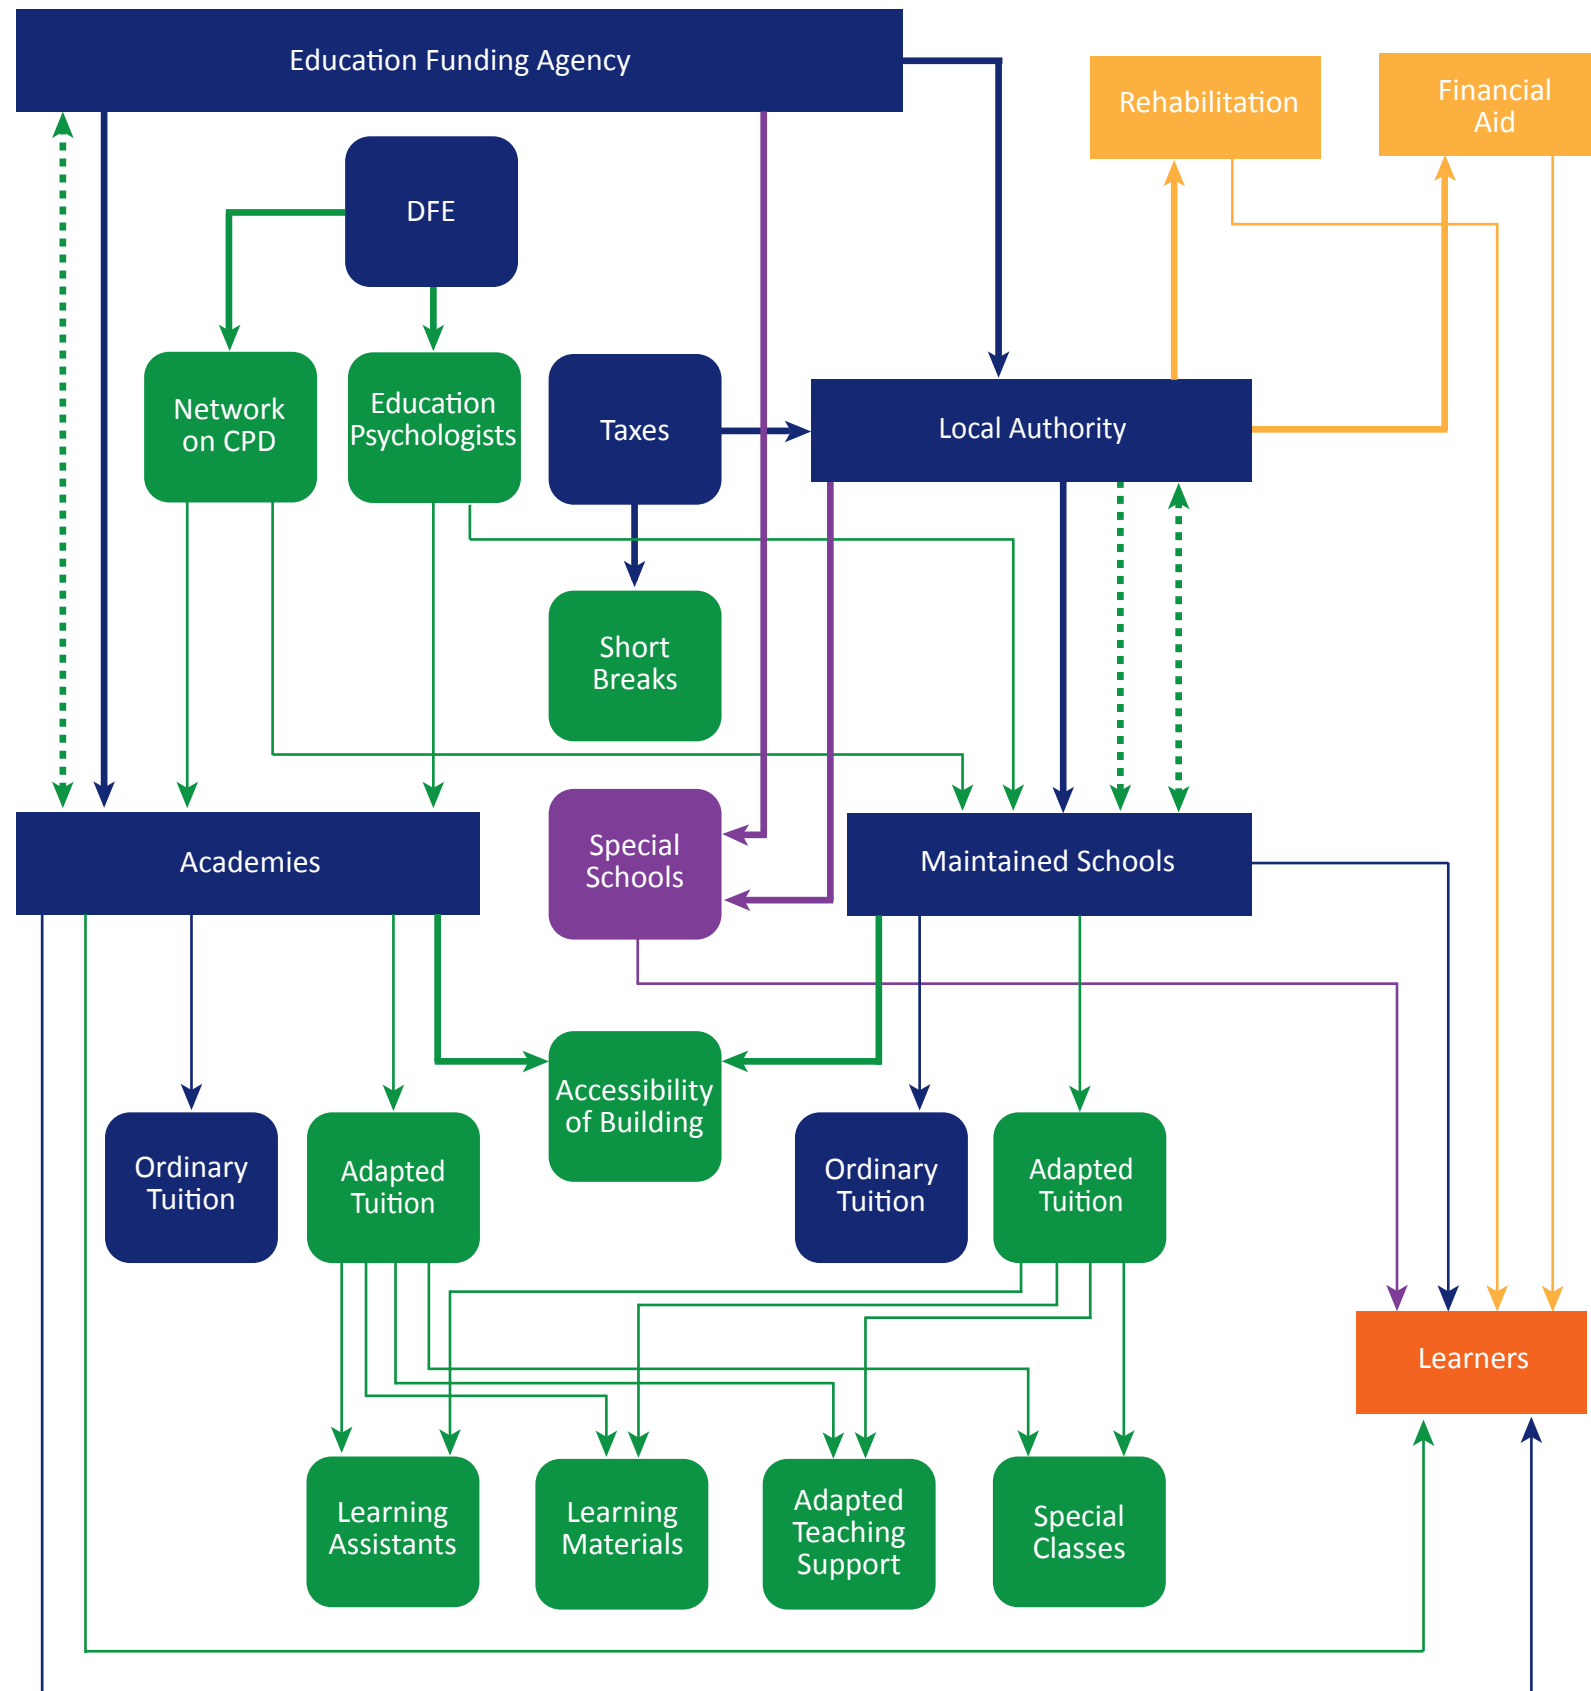 Education Funding Agency
Rehabilitation
Financial
Aid
DFE
Network
on CPD
Education
Psychologists
Taxes
Local Authority
Short
Breaks
Academies
Special
Schools
Maintained Schools
Ordinary
Tuition
Adapted
Tuition
Accessibility
of Building
Ordinary
Tuition
Adapted
Tuition
Learners
Learning
Assistants
Learning
Materials
Adapted
Teaching
Support
Special
Classes